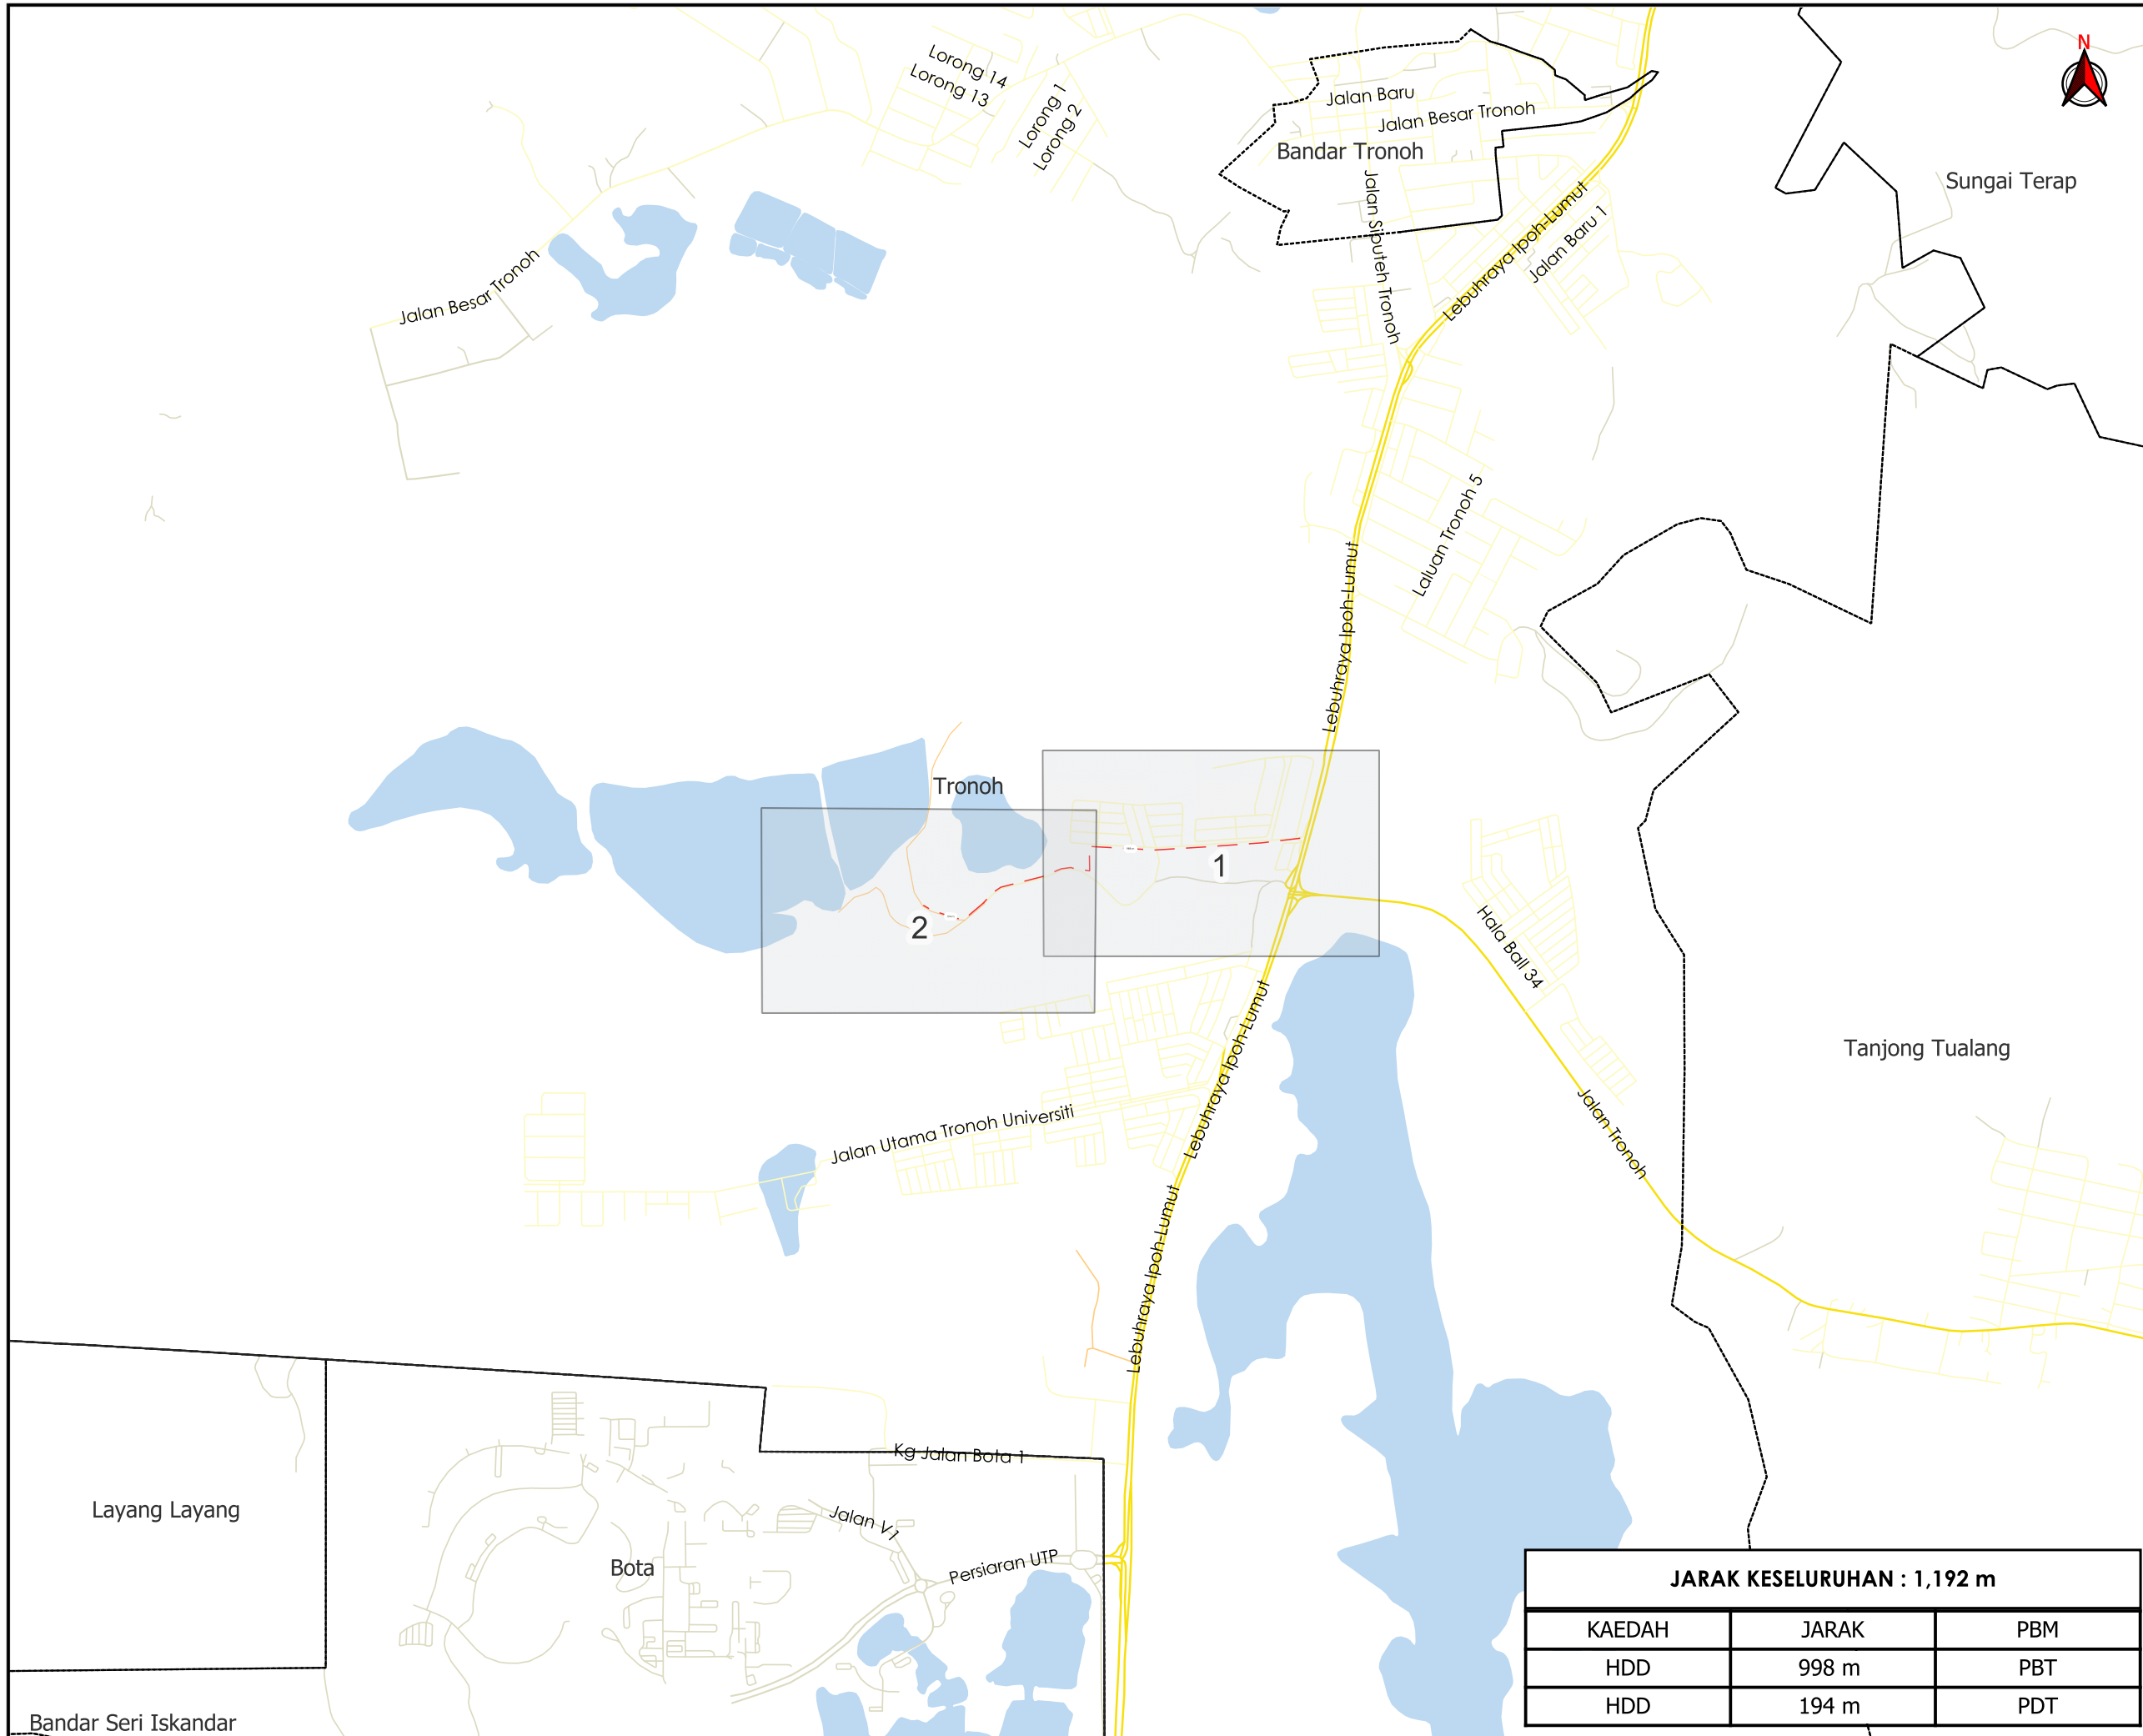 N
Lorong 14
Lorong 13
Lorong 1
Lorong 2
Jalan Baru
Jalan Besar Tronoh
Bandar Tronoh
Sungai Terap
Jalan Siputeh Tronoh
Lebuhraya Ipoh-Lumut
Jalan Baru 1
Jalan Besar Tronoh
Laluan Tronoh 5
Lebuhraya Ipoh-Lumut
Tronoh
1
2
Hala Ball 34
Lebuhraya Ipoh-Lumut
Tanjong Tualang
Jalan Utama Tronoh Universiti
Jalan Tronoh
Lebuhraya Ipoh-Lumut
Kg Jalan Bota 1
Layang Layang
Jalan V1
Bota
Persiaran UTP
Bandar Seri Iskandar
JARAK KESELURUHAN : 1,192 m
KAEDAH JARAK PBM
HDD 998 m PBT
HDD 194 m PDT